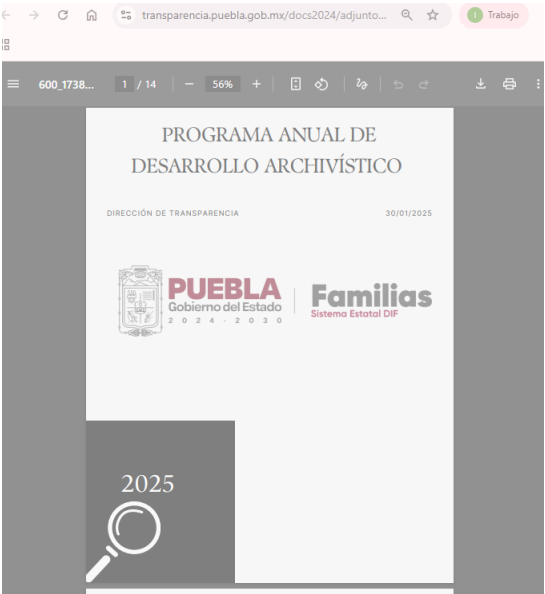 transparencia.puebla.gob.mx/docs2024/adjunto...
Trabajo
600_1738...
1 / 14
56%
PROGRAMA ANUAL DE
DESARROLLO ARCHIVÍSTICO
DIRECCIÓN DE TRANSPARENCIA
30/01/2025
PUEBLA
Gobierno del Estado
2024 - 2030
Familias
Sistema Estatal DIF
2025